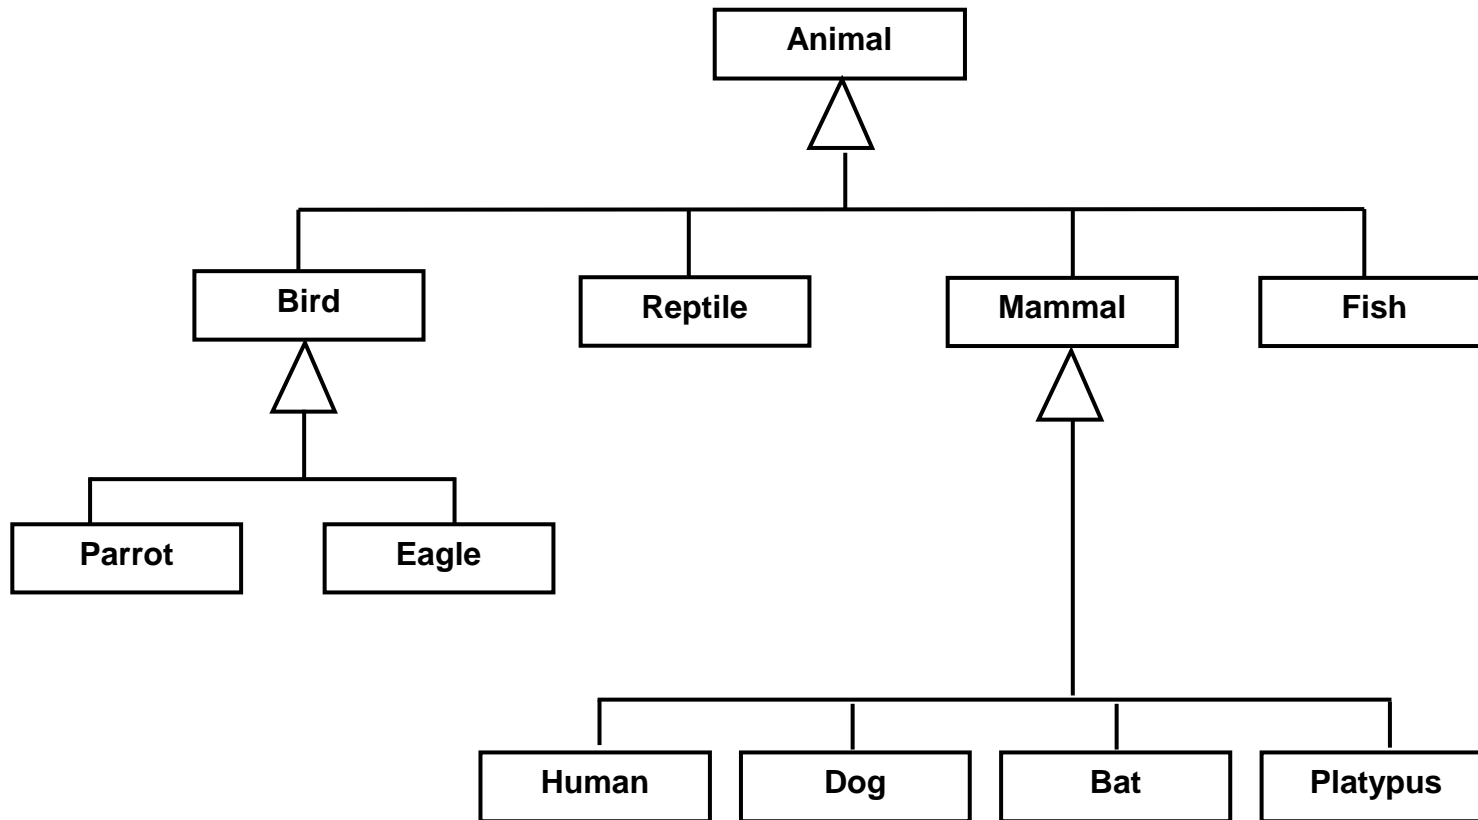 Animal
Bird
Reptile
Mammal
Fish
Parrot
Eagle
Human
Dog
Bat
Platypus